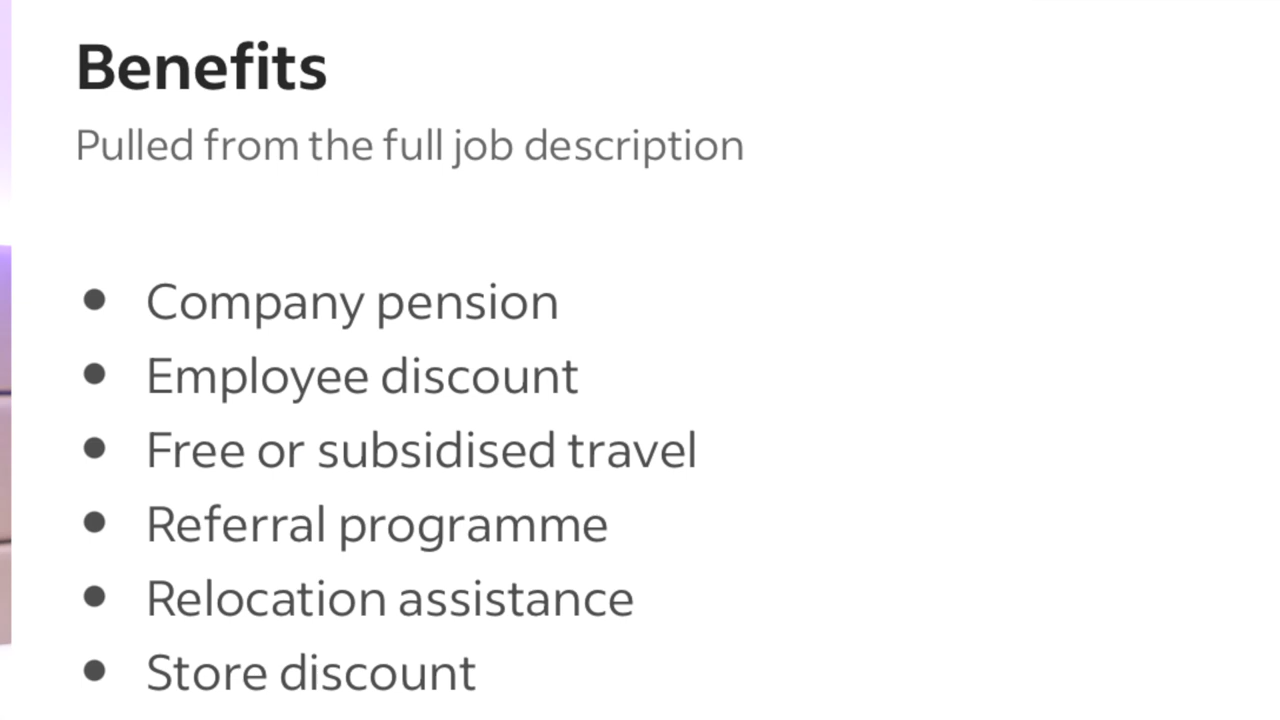 Benefits
Pulled from the full job description
• Company pension
• Employee discount
• Free or subsidised travel
• Referral programme
• Relocation assistance
• Store discount